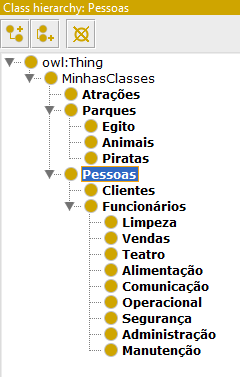 Class hierarchy: Pessoas
owl:Thing
MinhasClasses
Atrações
Parques
Egito
Animais
Piratas
Pessoas
Clientes
Funcionários
Limpeza
Vendas
Teatro
Alimentação
Comunicação
Operacional
Segurança
Administração
Manutenção